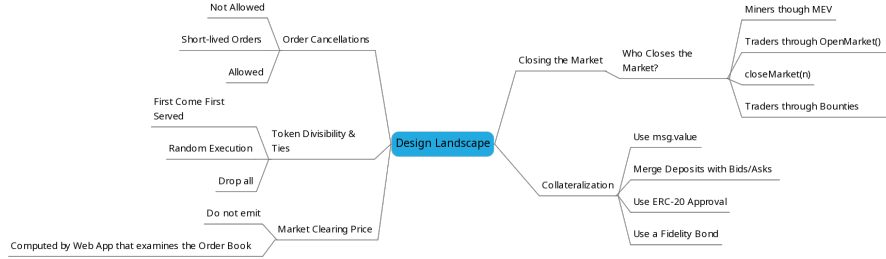 Not Allowed
Short-lived Orders
Order Cancellations
Allowed
First Come First
Served
Random Execution
Token Divisibility &
Ties
Drop all
Do not emit
Market Clearing Price
Computed by Web App that examines the Order Book
Design Landscape
Closing the Market
Who Closes the
Market?
Miners though MEV
Traders through OpenMarket()
closeMarket(n)
Traders through Bounties
Collateralization
Use msg.value
Merge Deposits with Bids/Asks
Use ERC-20 Approval
Use a Fidelity Bond